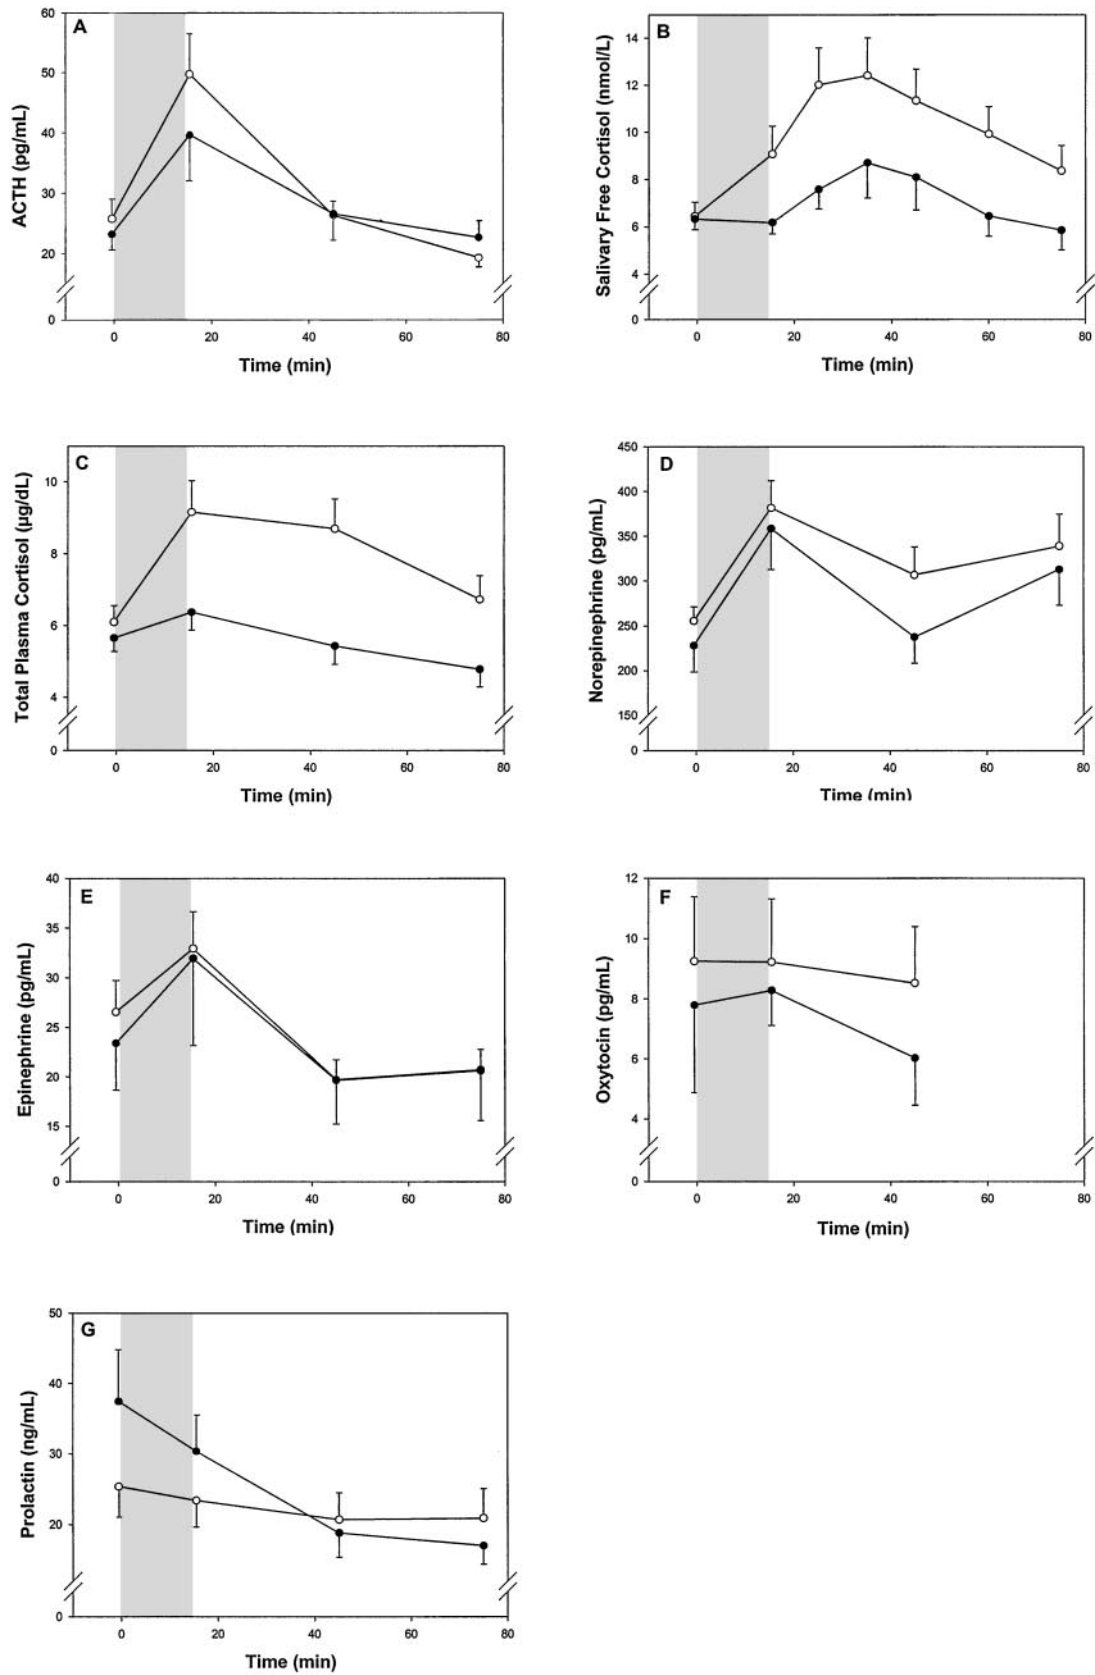 A
60
50
40
30
20
0
ACTH (pg/mL)
0 20 40 60 80
Time (min)
B
14
12
10
8
6
4
0
Salivary Free Cortisol (nmol/L)
0 20 40 60 80
Time (min)
C
10
8
6
4
0
Total Plasma Cortisol (µg/dL)
0 20 40 60 80
Time (min)
D
450
400
350
300
250
200
150
0
Norepinephrine (pg/mL)
0 20 40 60 80
Time (min)
E
40
35
30
25
20
15
0
Epinephrine (pg/mL)
0 20 40 60 80
Time (min)
F
12
10
8
6
4
0
Oxytocin (pg/mL)
0 20 40 60 80
Time (min)
G
50
40
30
20
0
Prolactin (ng/mL)
0 20 40 60 80
Time (min)